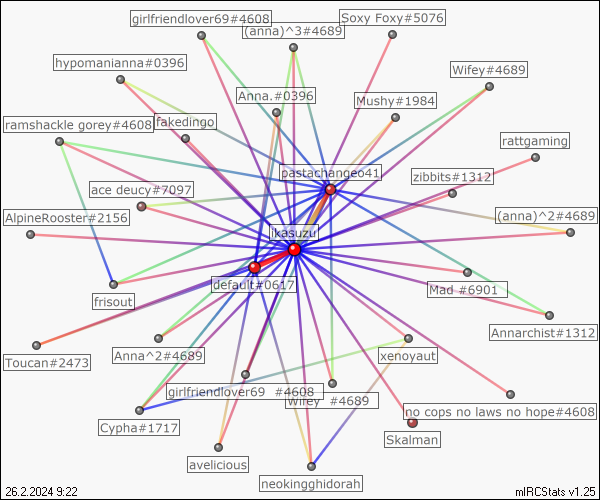 girlfriendlover69#4608
Soxy Foxy#5076
(anna)^3#4689
hypomanianna#0396
Wifey#4689
Anna.#0396
Mushy#1984
ramshackle gorey#4608
fakedingo
rattgaming
pastachangeo41
zibbits#1312
ace deucy#7097
AlpineRooster#2156
(anna)^2#4689
likasuzu
default#0617
Mad #6901
frisout
Annarchist#1312
Toucan#2473
Anna^2#4689
xenoyaut
girlfriendlover69 #4608
Wifey #4689
no cops no laws no hope#4608
Cypha#1717
Skalman
avelicious
neokingghidorah
26.2.2024 9:22
mIRCStats v1.25